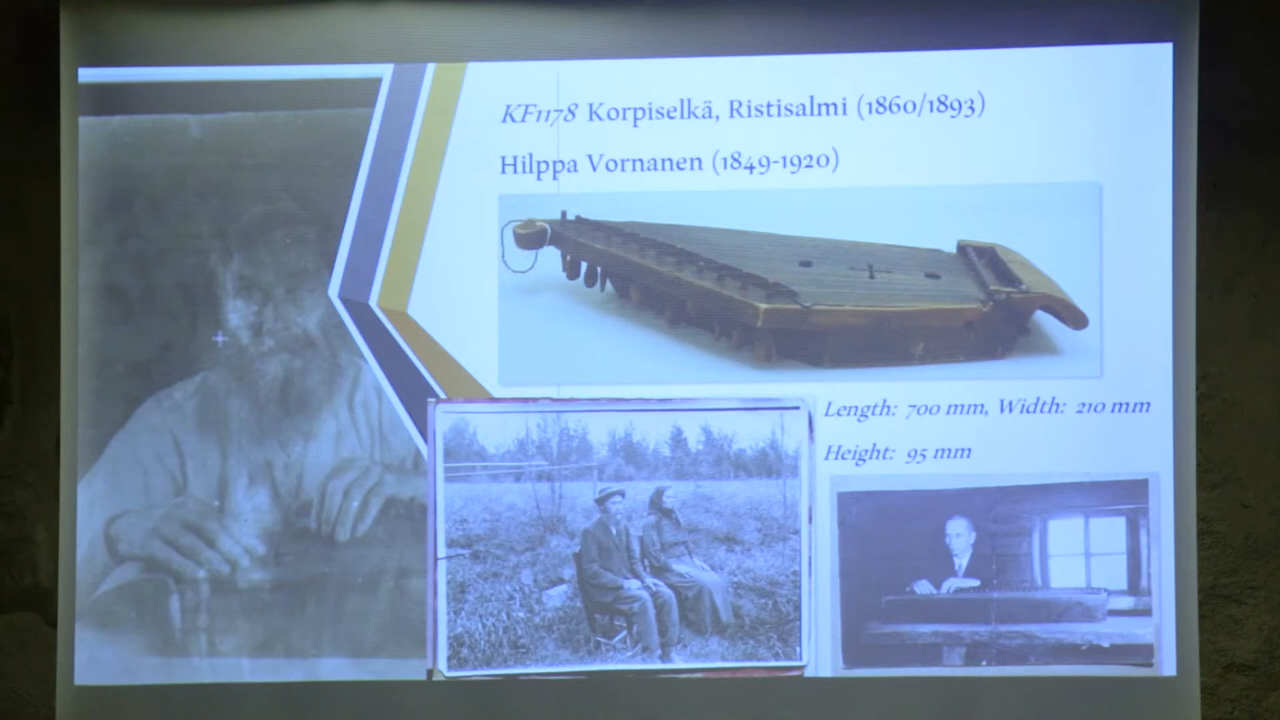 KF1178 Korpiselkä, Ristisalmi (1860/1893)
Hilppa Vornanen (1849-1920)
Length: 700 mm, Width: 210 mm
Height: 95 mm